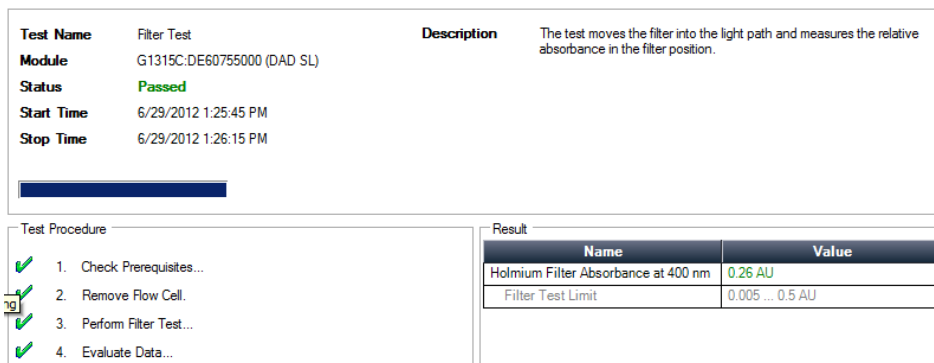 Test Name Filter Test Description The test moves the filter into the light path and measures the relative
absorbance in the filter position.
Module G1315C:DE60755000 (DAD SL)
Status Passed
Start Time 6/29/2012 1:25:45 PM
Stop Time 6/29/2012 1:26:15 PM
Test Procedure
1. Check Prerequisites...
2. Remove Flow Cell.
ng
3. Perform Filter Test...
4. Evaluate Data...
Result
Name Value
Holmium Filter Absorbance at 400 nm 0.26 AU
Filter Test Limit 0.005 ... 0.5 AU